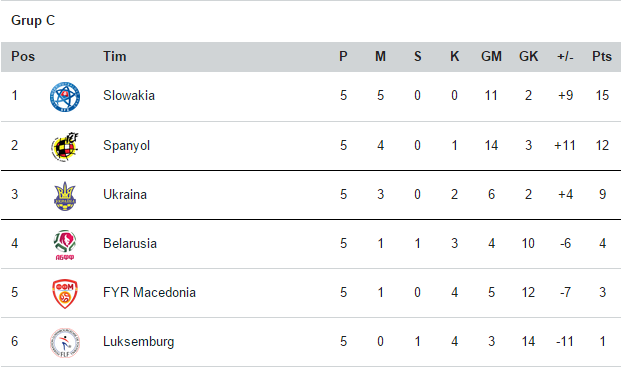 Grup C
Pos Tim P M S K GM GK +/- Pts
1 Slowakia 5 5 0 0 11 2 +9 15
2 Spanyol 5 4 0 1 14 3 +11 12
3 Ukraina 5 3 0 2 6 2 +4 9
4 Belarusia 5 1 1 3 4 10 -6 4
5 FYR Macedonia 5 1 0 4 5 12 -7 3
6 Luksemburg 5 0 1 4 3 14 -11 1